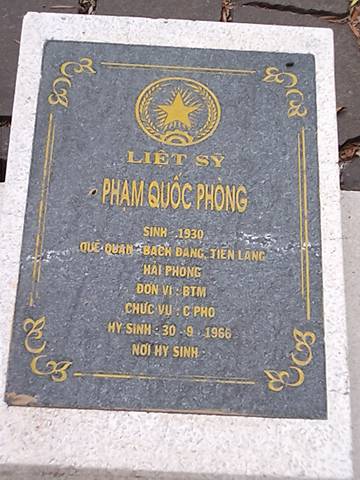 LIỆT SỸ
PHẠM QUỐC PHÒNG
SINH : 1930
QUÊ QUÁN : BẠCH ĐẰNG, TIÊN LÃNG
HẢI PHÒNG
ĐƠN VỊ : BTM
CHỨC VỤ : C PHÓ
HY SINH : 30 - 9 - 1966
NƠI HY SINH :